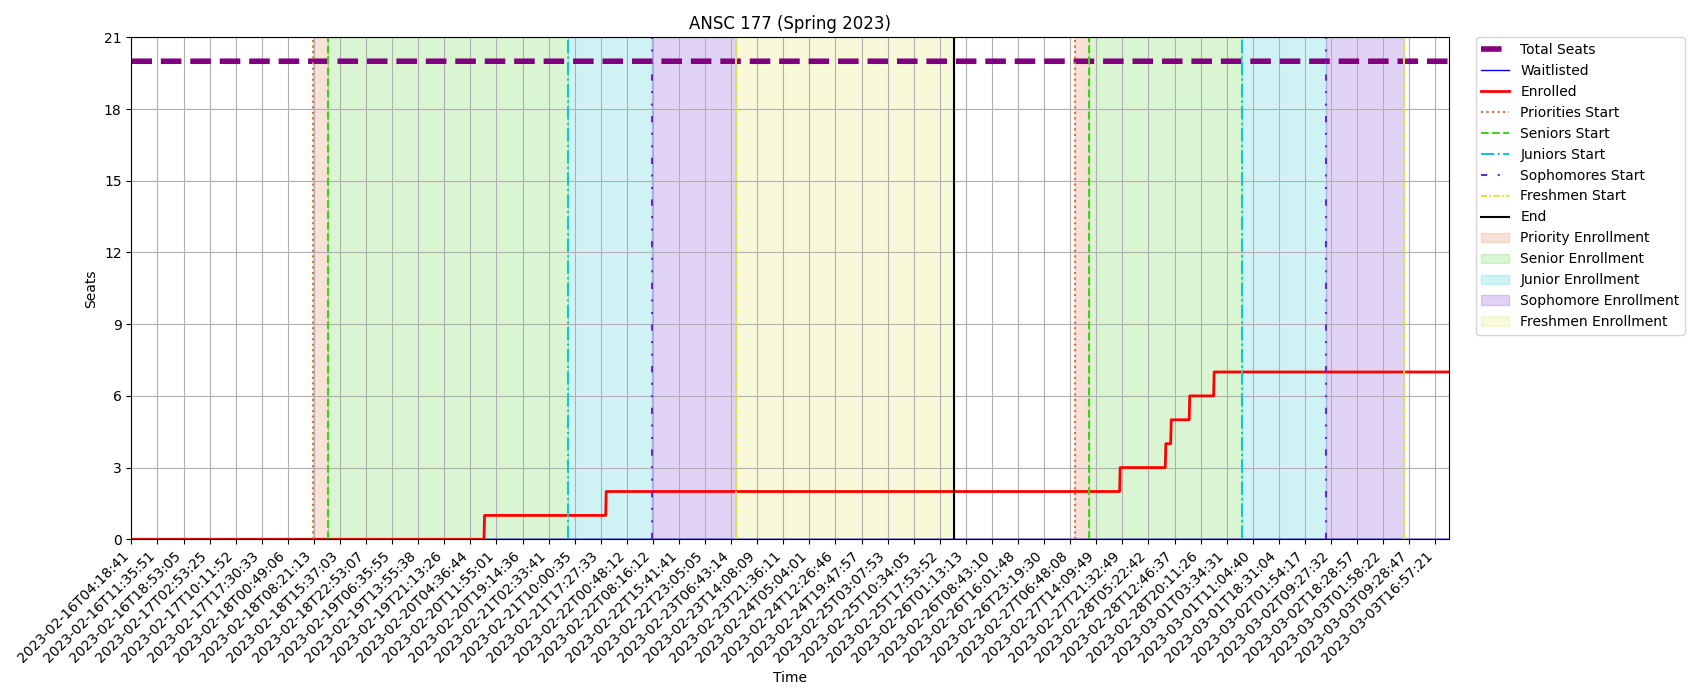 ANSC 177 (Spring 2023)
21
18
15
12
9
6
3
0
Seats
2023-02-16T04:18:41
2023-02-16T11:35:51
2023-02-16T18:53:05
2023-02-17T02:53:25
2023-02-17T10:11:52
2023-02-17T17:30:33
2023-02-18T00:49:06
2023-02-18T08:21:13
2023-02-18T15:37:03
2023-02-18T22:53:07
2023-02-19T06:35:55
2023-02-19T13:55:38
2023-02-19T21:13:26
2023-02-20T04:36:44
2023-02-20T11:55:01
2023-02-20T19:14:36
2023-02-21T02:33:41
2023-02-21T10:00:35
2023-02-21T17:27:33
2023-02-22T00:48:12
2023-02-22T08:16:12
2023-02-22T15:41:41
2023-02-22T23:05:05
2023-02-23T06:43:14
2023-02-23T14:08:09
2023-02-23T21:36:11
2023-02-24T05:04:01
2023-02-24T12:26:46
2023-02-24T19:47:57
2023-02-25T03:07:53
2023-02-25T10:34:05
2023-02-25T17:53:52
2023-02-26T01:13:13
2023-02-26T08:43:10
2023-02-26T16:01:48
2023-02-26T23:19:30
2023-02-27T06:48:08
2023-02-27T14:09:49
2023-02-27T21:32:49
2023-02-28T05:22:42
2023-02-28T12:46:37
2023-02-28T20:11:26
2023-03-01T03:34:31
2023-03-01T11:04:40
2023-03-01T18:31:04
2023-03-02T01:54:17
2023-03-02T09:27:32
2023-03-02T18:28:57
2023-03-03T01:58:22
2023-03-03T09:28:47
2023-03-03T16:57:21
Time
Total Seats
Waitlisted
Enrolled
Priorities Start
Seniors Start
Juniors Start
Sophomores Start
Freshmen Start
End
Priority Enrollment
Senior Enrollment
Junior Enrollment
Sophomore Enrollment
Freshmen Enrollment